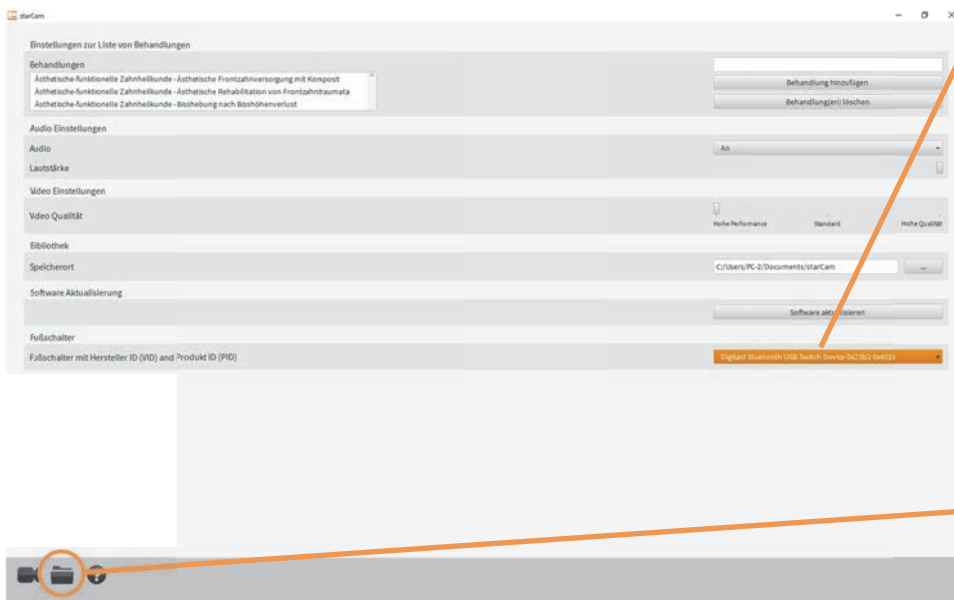 starCam
Einstellungen zur Liste von Behandlungen
Behandlungen
Ästhetische-funktionelle Zahnheilkunde - Ästhetische Frontzahnversorgung mit Komposit
Ästhetische-funktionelle Zahnheilkunde - Ästhetische Rehabilitation von Frontzahntraumata
Ästhetische-funktionelle Zahnheilkunde - Bisshebung nach Bisshöhenverlust
Behandlung hinzufügen
Behandlung(en) löschen
Audio Einstellungen
Audio
An
Lautstärke
Video Einstellungen
Video Qualität
Hohe Performance
Standard
Hohe Qualität
Bibliothek
Speicherort
C:/Users/PC-2/Documents/starCam
...
Software Aktualisierung
Software aktualisieren
Fußschalter
Fußschalter mit Hersteller ID (VID) and Produkt ID (PID)
Bluetooth USB Switch Device